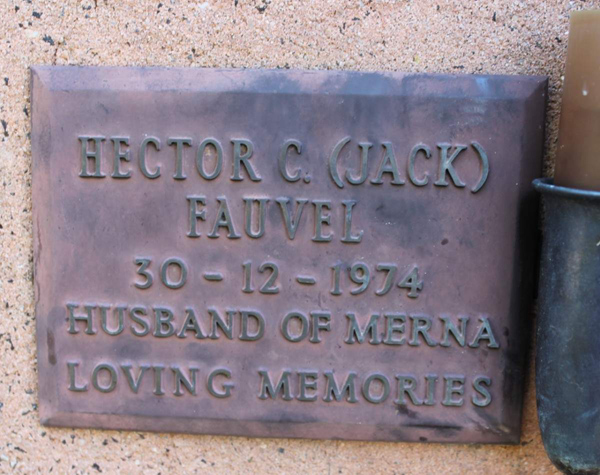 HECTOR C. (JACK)
FAUVEL
30 - 12 - 1974
HUSBAND OF MERNA
LOVING MEMORIES